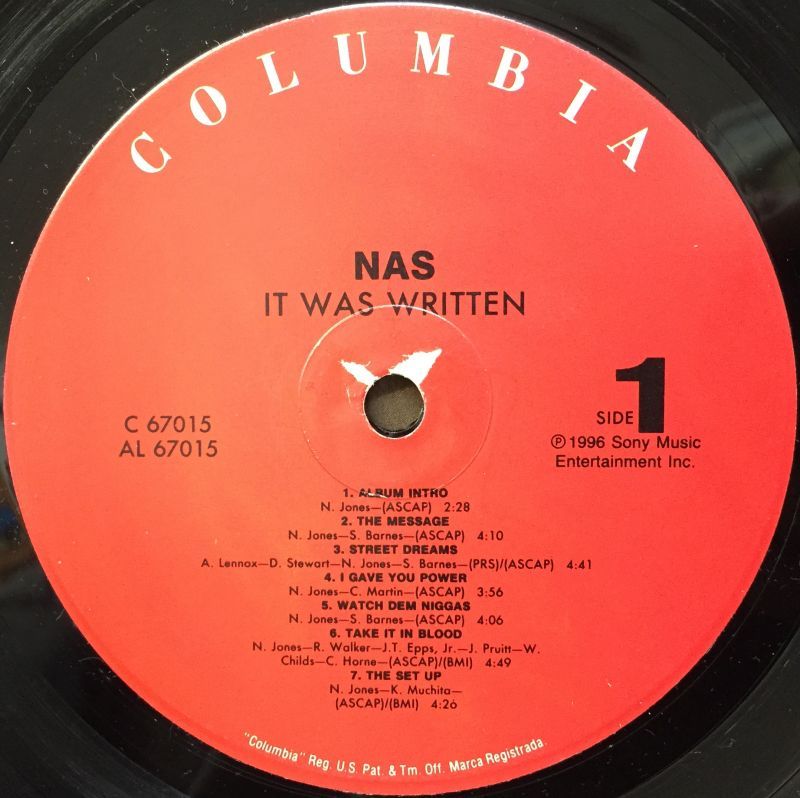 COLUMBIA
NAS
IT WAS WRITTEN
C 67015
AL 67015
SIDE 1
℗ 1996 Sony Music
Entertainment Inc.
1. ALBUM INTRO
N. Jones—(ASCAP) 2:28
2. THE MESSAGE
N. Jones—S. Barnes—(ASCAP) 4:10
3. STREET DREAMS
A. Lennox—D. Stewart—N. Jones—S. Barnes—(PRS)/(ASCAP) 4:41
4. I GAVE YOU POWER
N. Jones—C. Martin—(ASCAP) 3:56
5. WATCH DEM NIGGAS
N. Jones—S. Barnes—(ASCAP) 4:06
6. TAKE IT IN BLOOD
N. Jones—R. Walker—J.T. Epps, Jr.—J. Pruitt—W.
Childs—C. Horne—(ASCAP)/(BMI) 4:49
7. THE SET UP
N. Jones—K. Muchita—
(ASCAP)/(BMI) 4:26
"Columbia" Reg. U.S. Pat. & Tm. Off. Marca Registrada.